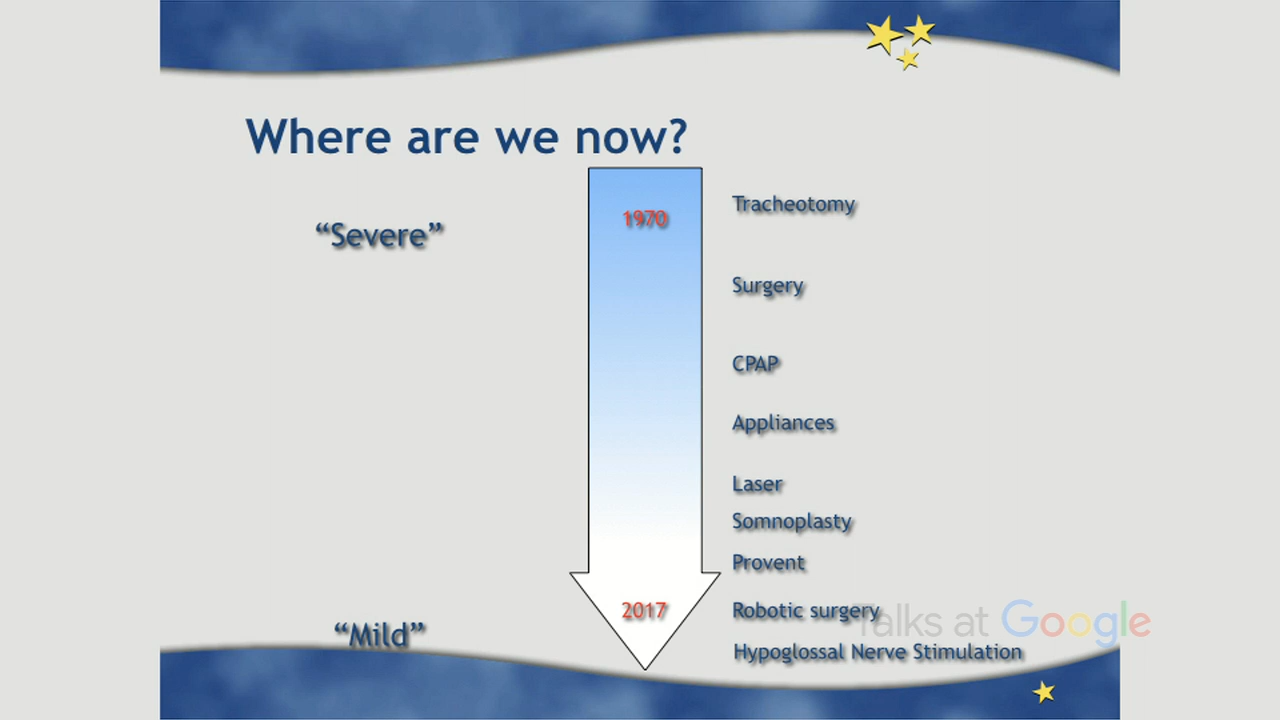 Where are we now?
“Severe”
1970
Tracheotomy
Surgery
CPAP
Appliances
Laser
Somnoplasty
Provent
2017
Robotic surgery
Talks at Google
“Mild”
Hypoglossal Nerve Stimulation